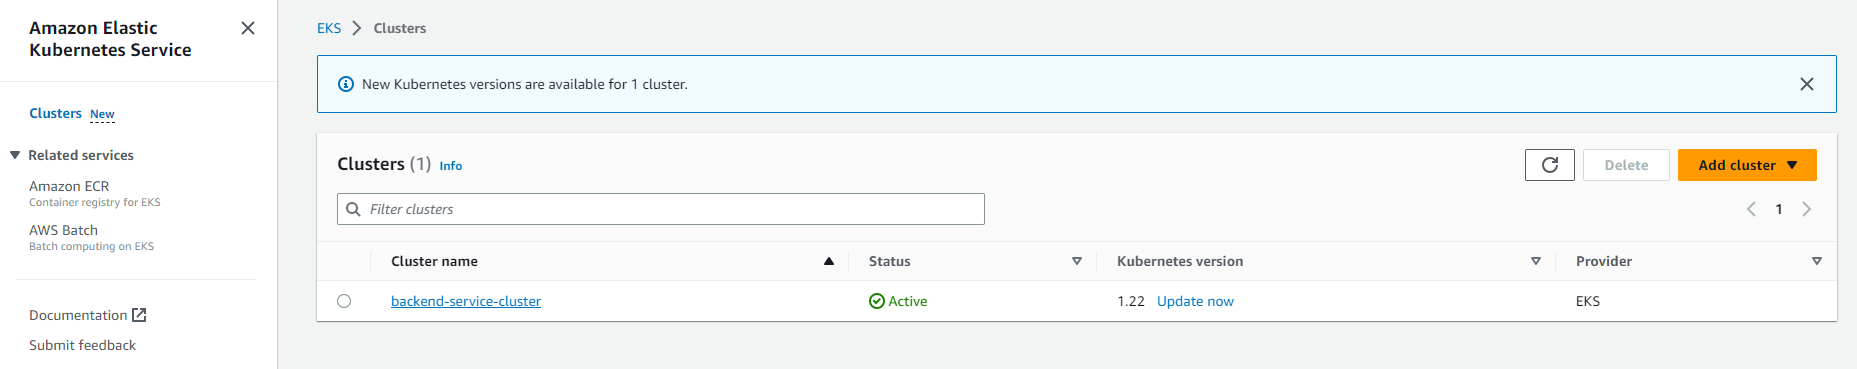 Amazon Elastic
Kubernetes Service
Clusters New
Related services
Amazon ECR
Container registry for EKS
AWS Batch
Batch computing on EKS
Documentation
Submit feedback
EKS Clusters
New Kubernetes versions are available for 1 cluster.
Clusters (1) Info
Delete
Add cluster
Filter clusters
1
Cluster name Status Kubernetes version Provider
backend-service-cluster Active 1.22 Update now EKS